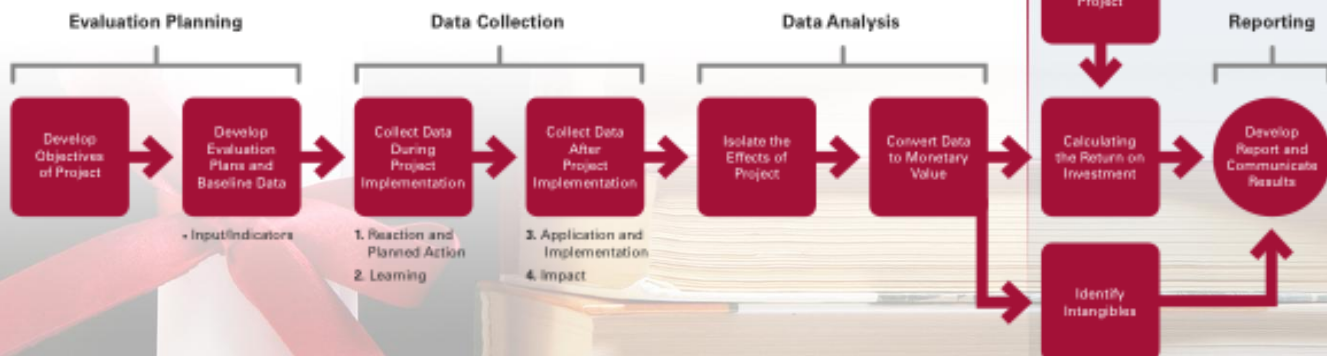 Evaluation Planning
Data Collection
Data Analysis
Project
Reporting
Develop
Objectives
of Project
Develop
Evaluation
Plans and
Baseline Data
Collect Data
During
Project
Implementation
Collect Data
After
Project
Implementation
Isolate the
Effects of
Project
Convert Data
to Monetary
Value
Calculating
the Return on
Investment
Develop
Report and
Communicate
Results
• Input/Indicators
1. Reaction and
Planned Action
2. Learning
3. Application and
Implementation
4. Impact
Identify
Intangibles